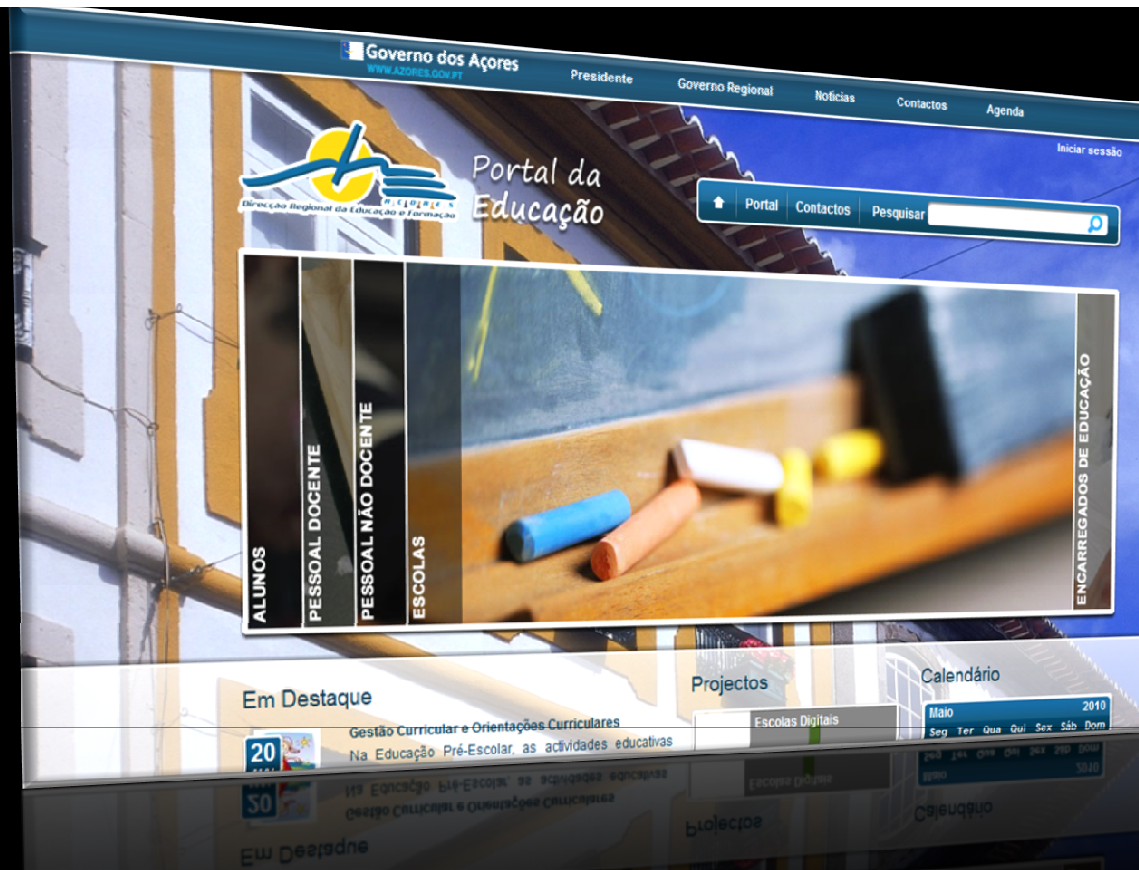 Governo dos Açores
WWW.AZORES.GOV.PT
Presidente
Governo Regional
Notícias
Contactos
Agenda
Iniciar sessão
Açores
Direcção Regional da Educação e Formação
Portal da
Educação
Portal
Contactos
Pesquisar
ALUNOS
PESSOAL DOCENTE
PESSOAL NÃO DOCENTE
ESCOLAS
ENCARREGADOS DE EDUCAÇÃO
Em Destaque
20
Gestão Curricular e Orientações Curriculares
Na Educação Pré-Escolar, as actividades educativas
Projectos
Escolas Digitais
Calendário
Maio 2010
Seg Ter Qua Qui Sex Sáb Dom